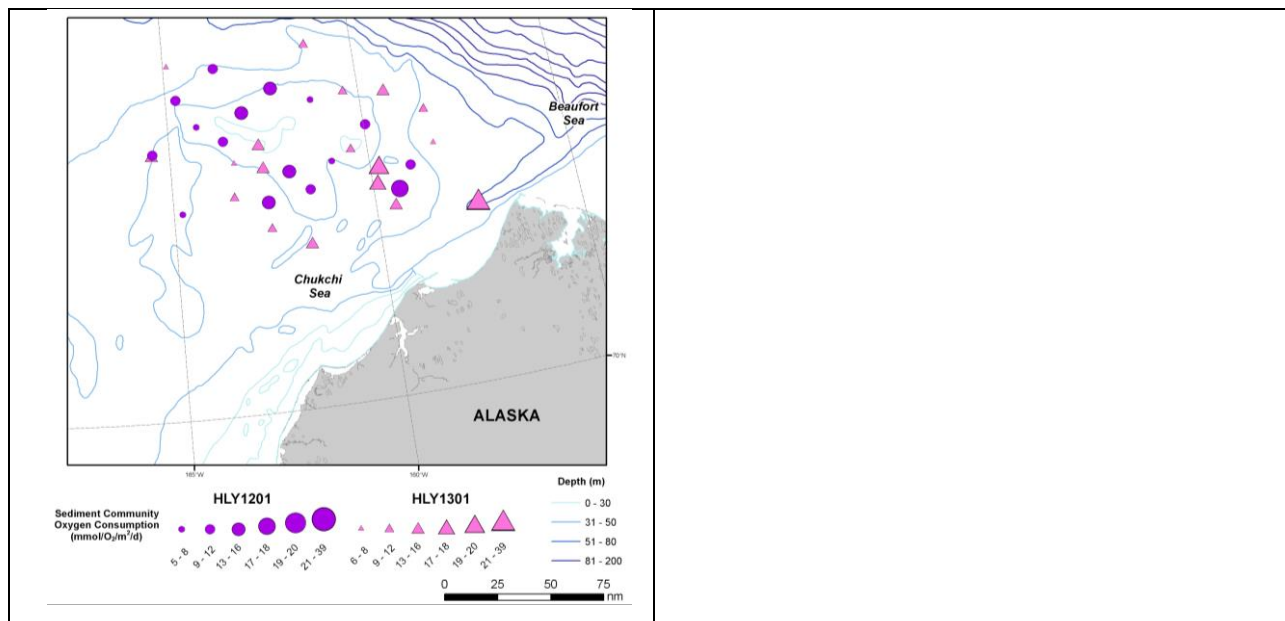 Beaufort
Sea
Chukchi
Sea
70°N
ALASKA
165°W
160°W
HLY1201
HLY1301
Depth (m)
Sediment Community
Oxygen Consumption
(mmol/O₂/m²/d)
5 - 8
9 - 12
13 - 16
17 - 18
19 - 20
21 - 39
6 - 8
9 - 12
13 - 16
17 - 18
19 - 20
21 - 39
0 - 30
31 - 50
51 - 80
81 - 200
0 25 50 75
nm